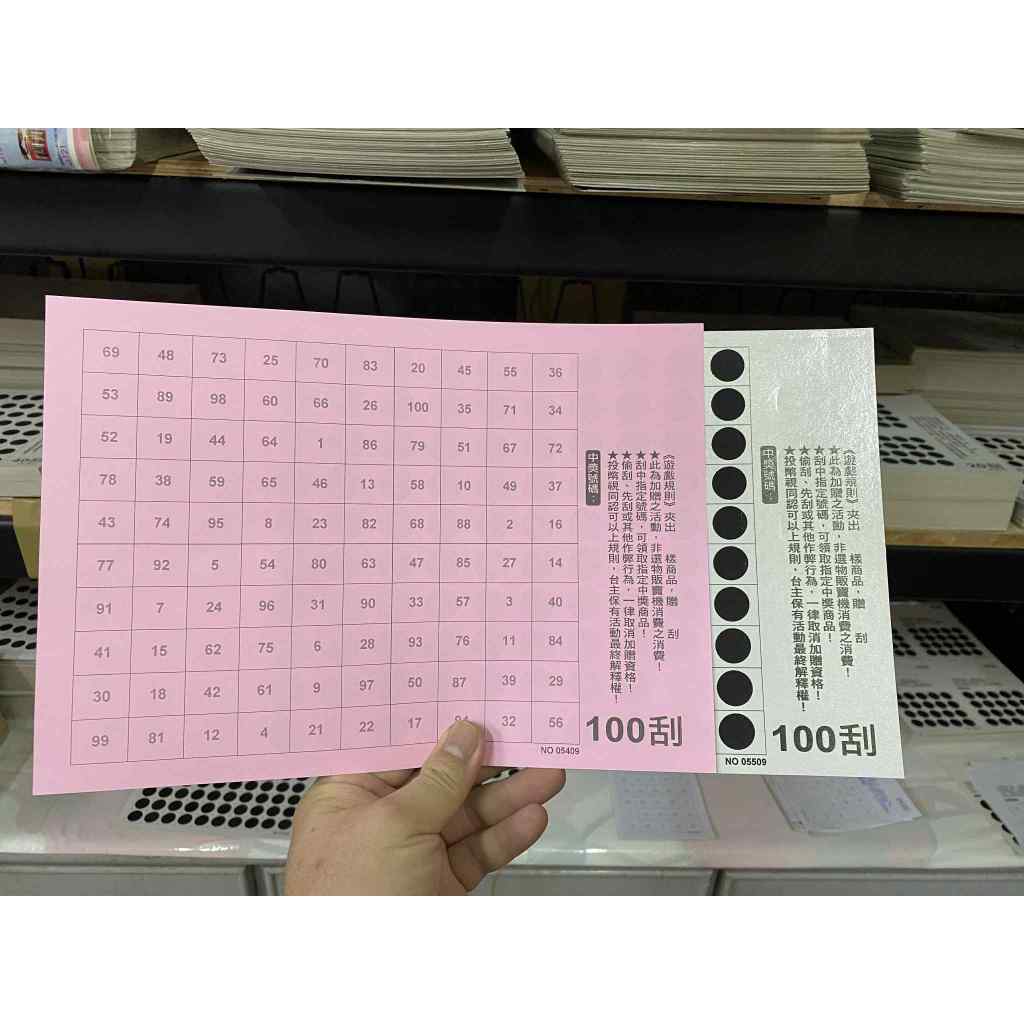 69 48 73 25 70 83 20 45 55 36
53 89 98 60 66 26 100 35 71 34
52 19 44 64 1 86 79 51 67 72
78 38 59 65 46 13 58 10 49 37
43 74 95 8 23 82 68 88 2 16
77 92 5 54 80 63 47 85 27 14
91 7 24 96 31 90 33 57 3 40
41 15 62 75 6 28 93 76 11 84
30 18 42 61 9 97 50 87 39 29
99 81 12 4 21 22 17 32 56
NO 05409
《遊戲規則》夾出 樣商品，贈 刮
★此為加贈之活動，非選物販賣機消費之消費！
★刮中指定號碼，可領取指定中獎商品！
★偷刮、先刮或其他作弊行為，一律取消加贈資格！
★投幣視同認可以上規則，台主保有活動最終解釋權！
中獎號碼：
100刮
《遊戲規則》夾出 樣商品，贈 刮
★此為加贈之活動，非選物販賣機消費之消費！
★刮中指定號碼，可領取指定中獎商品！
★偷刮、先刮或其他作弊行為，一律取消加贈資格！
★投幣視同認可以上規則，台主保有活動最終解釋權！
中獎號碼：
100刮
NO 05509